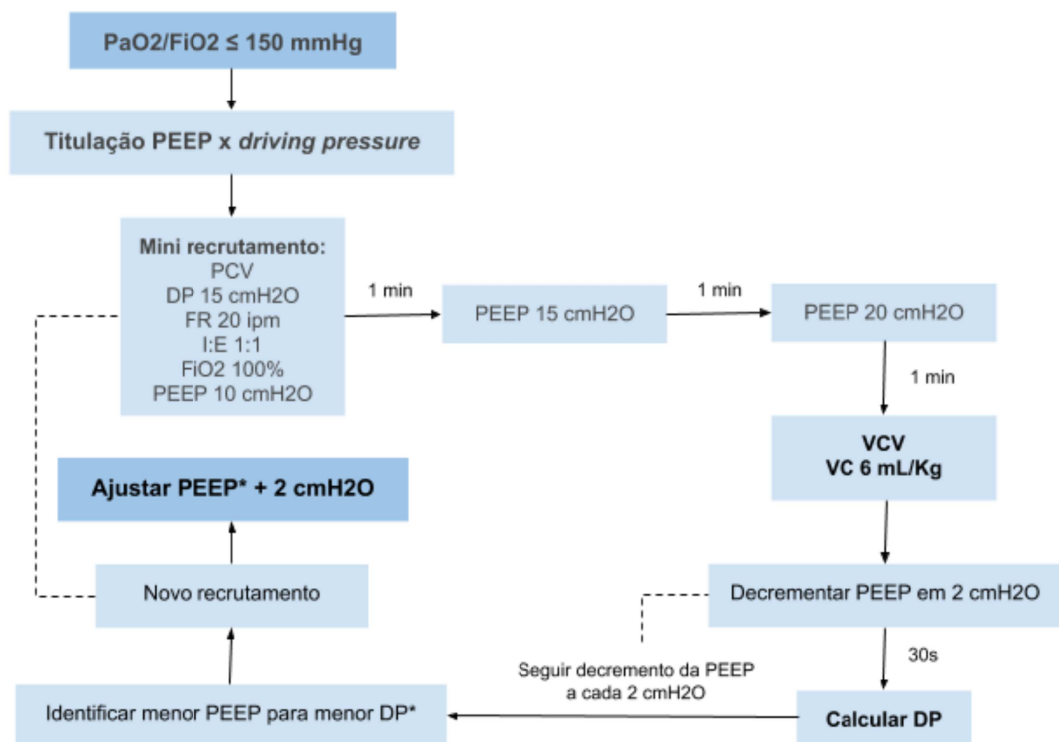 PaO2/FiO2 ≤ 150 mmHg
Titulação PEEP x driving pressure
Mini recrutamento:
PCV
DP 15 cmH2O
FR 20 ipm
I:E 1:1
FiO2 100%
PEEP 10 cmH2O
1 min
PEEP 15 cmH2O
1 min
PEEP 20 cmH2O
1 min
VCV
VC 6 mL/Kg
Decrementar PEEP em 2 cmH2O
30s
Calcular DP
Seguir decremento da PEEP
a cada 2 cmH2O
Identificar menor PEEP para menor DP*
Novo recrutamento
Ajustar PEEP* + 2 cmH2O